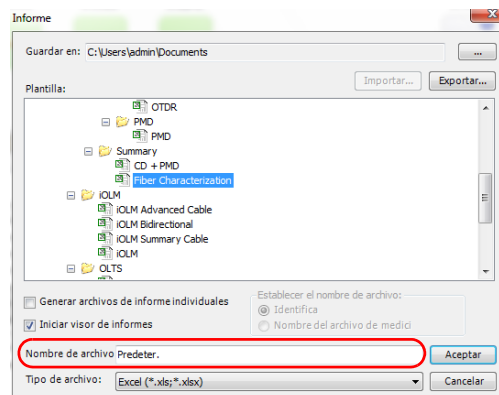 Informe
Guardar en: C:\Users\admin\Documents
...
Plantilla:
Importar...
Exportar...
OTDR
PMD
PMD
Summary
CD + PMD
Fiber Characterization
iOLM
iOLM Advanced Cable
iOLM Bidirectional
iOLM Summary Cable
iOLM
OLTS
Generar archivos de informe individuales
Iniciar visor de informes
Establecer el nombre de archivo:
Identifica
Nombre del archivo de medici
Nombre de archivo Predeter.
Aceptar
Tipo de archivo: Excel (*.xls;*.xlsx)
Cancelar